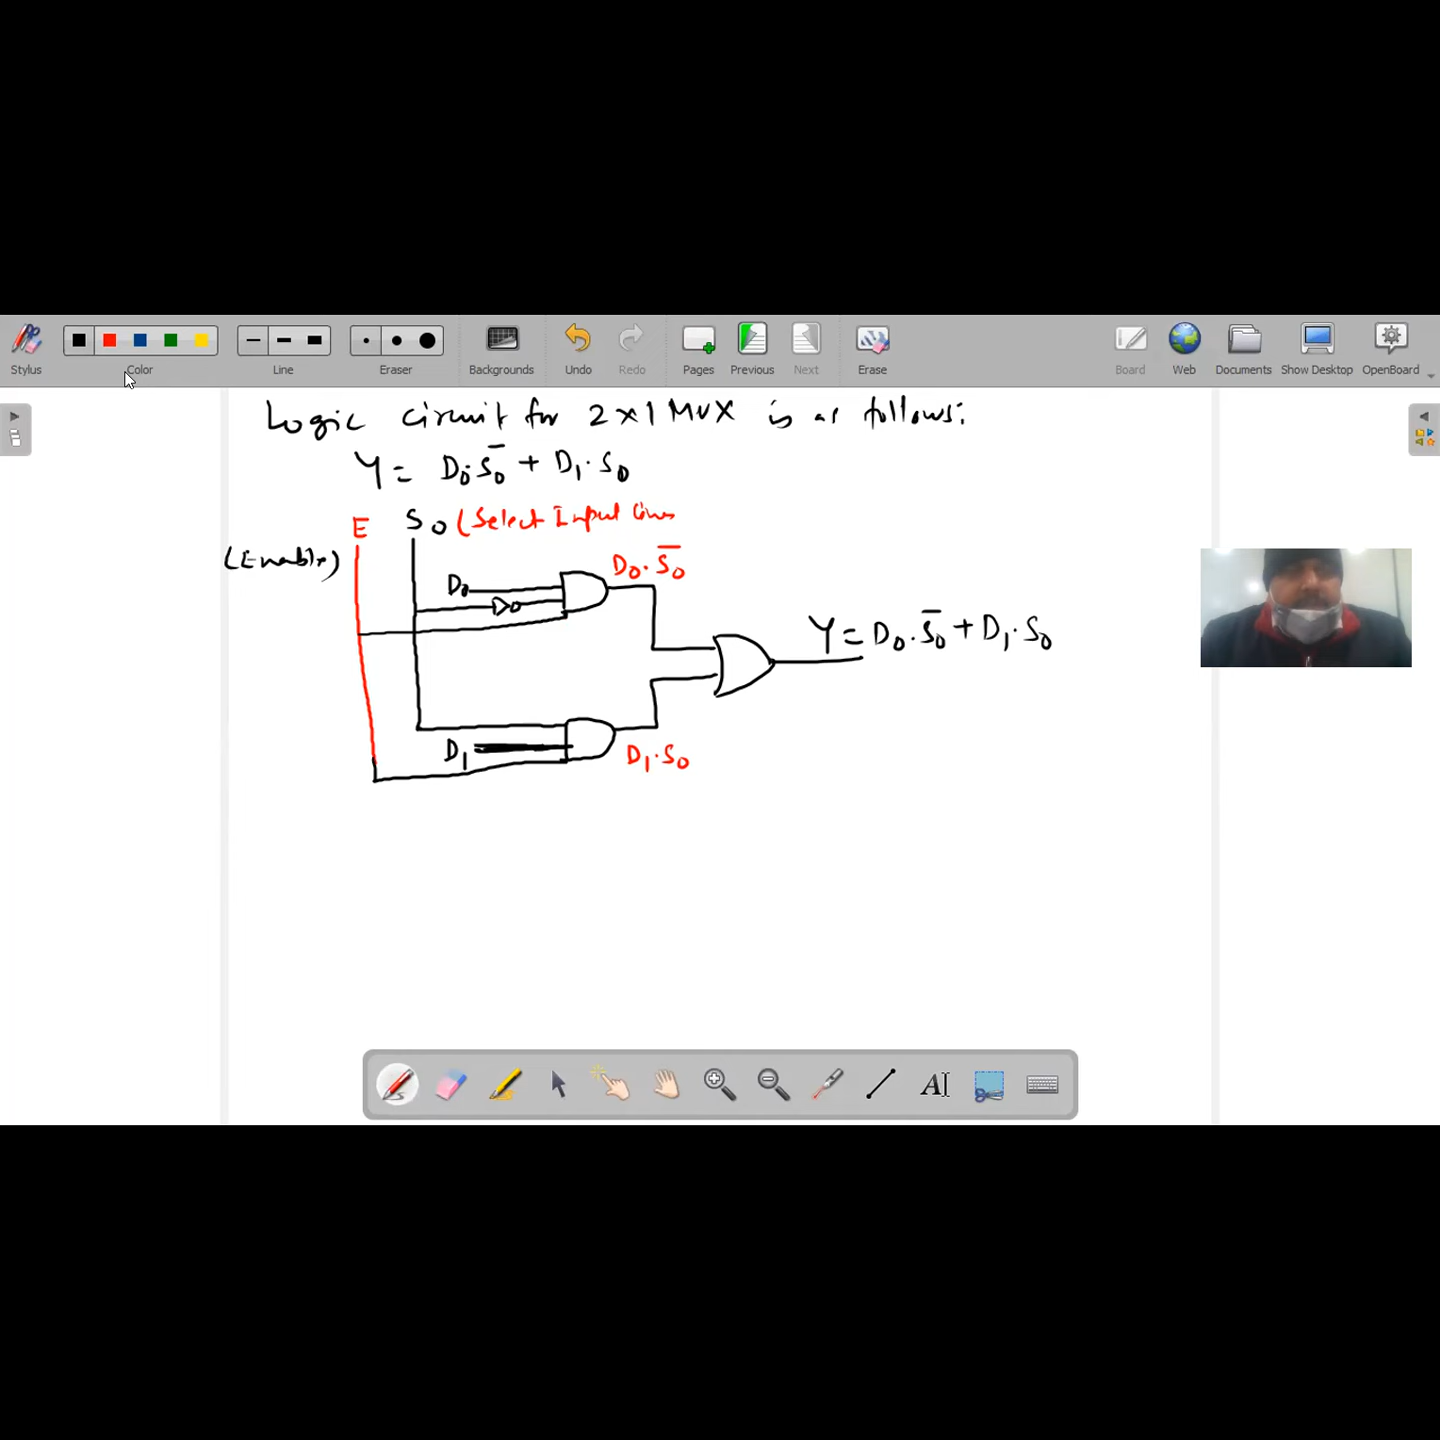 Stylus Color Line Eraser Backgrounds Undo Redo Pages Previous Next Erase Board Web Documents Show Desktop OpenBoard
Logic circuit for 2x1 MUX is as follows:
Y = D0·S̅0 + D1·S0
E S0 (Select Input lines
(Enable)
D0·S̅0
D0
Y = D0·S̅0 + D1·S0
D1
D1·S0